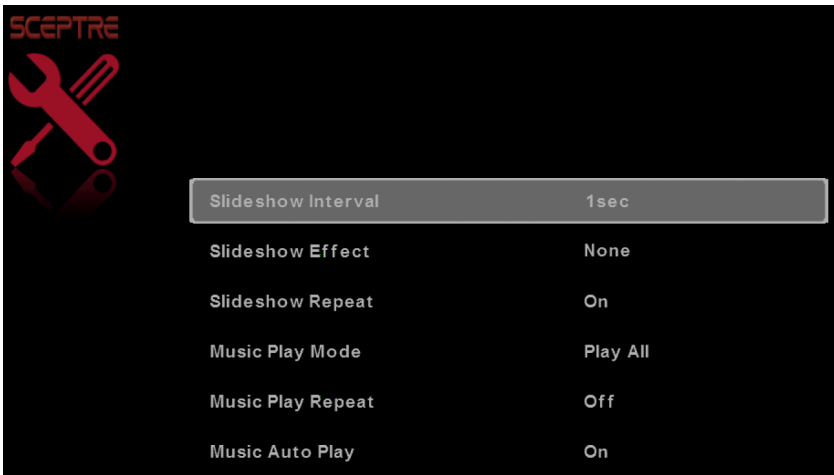 SCEPTRE
Slideshow Interval 1sec
Slideshow Effect None
Slideshow Repeat On
Music Play Mode Play All
Music Play Repeat Off
Music Auto Play On